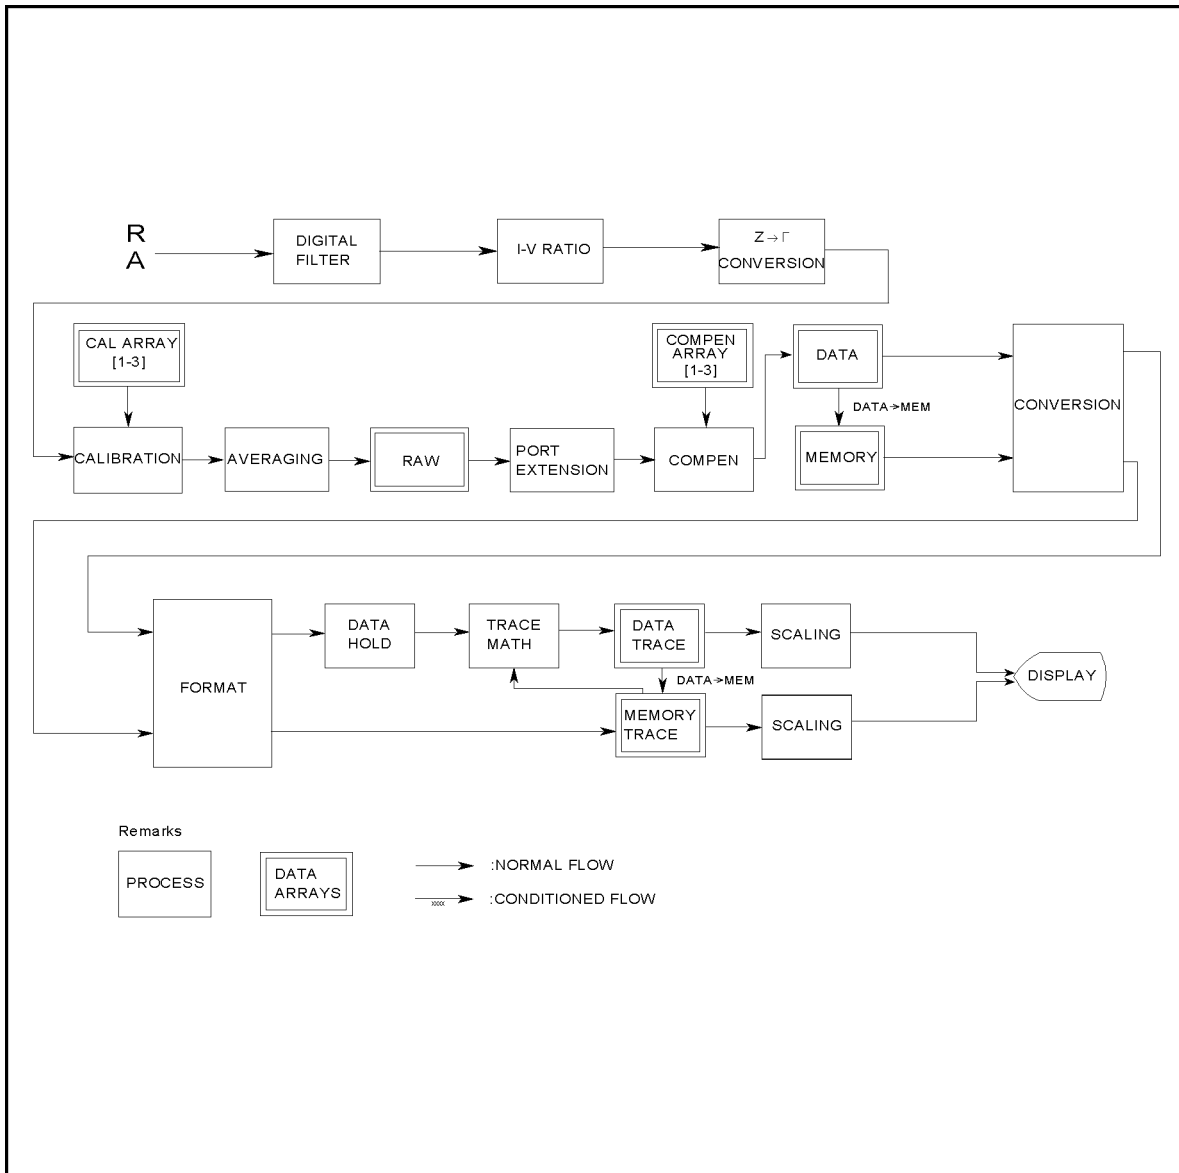 R
A
DIGITAL
FILTER
I-V RATIO
Z→Γ
CONVERSION
CAL ARRAY
[1-3]
COMPEN
ARRAY
[1-3]
DATA
DATA→MEM
CONVERSION
CALIBRATION
AVERAGING
RAW
PORT
EXTENSION
COMPEN
MEMORY
FORMAT
DATA
HOLD
TRACE
MATH
DATA
TRACE
SCALING
DATA→MEM
DISPLAY
MEMORY
TRACE
SCALING
Remarks
PROCESS
DATA
ARRAYS
:NORMAL FLOW
xxxx
:CONDITIONED FLOW